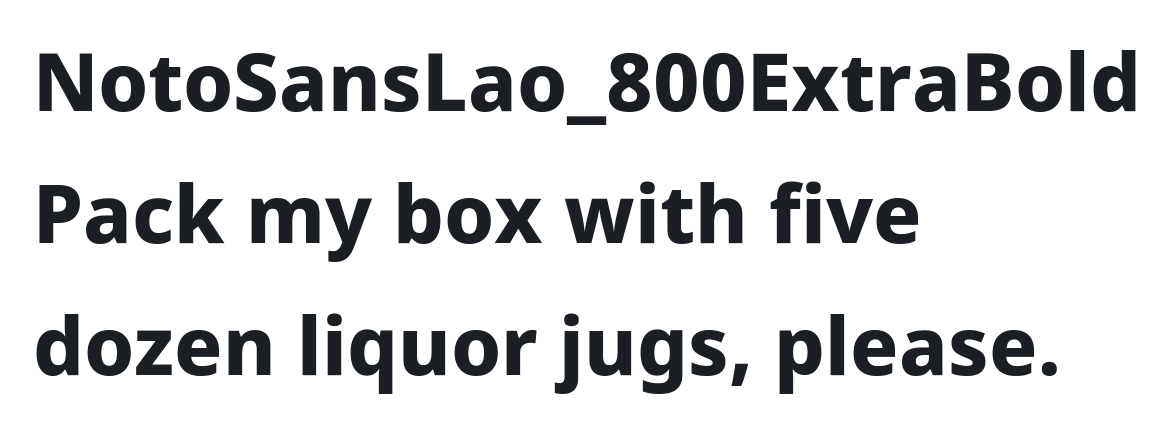 NotoSansLao_800ExtraBold
Pack my box with five
dozen liquor jugs, please.